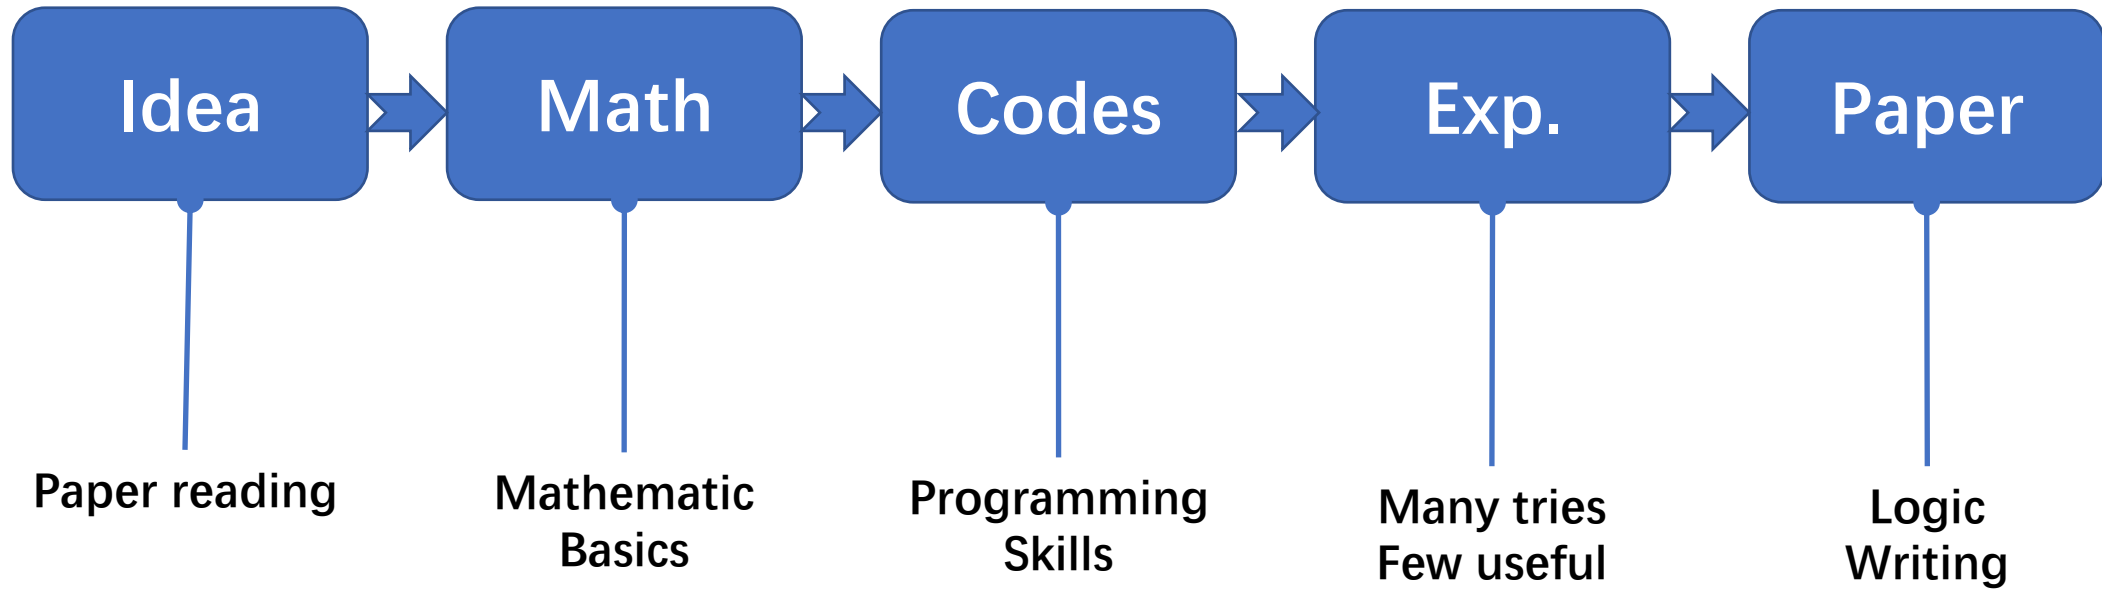 Idea
Math
Codes
Exp.
Paper
Paper reading
Mathematic
Basics
Programming
Skills
Many tries
Few useful
Logic
Writing